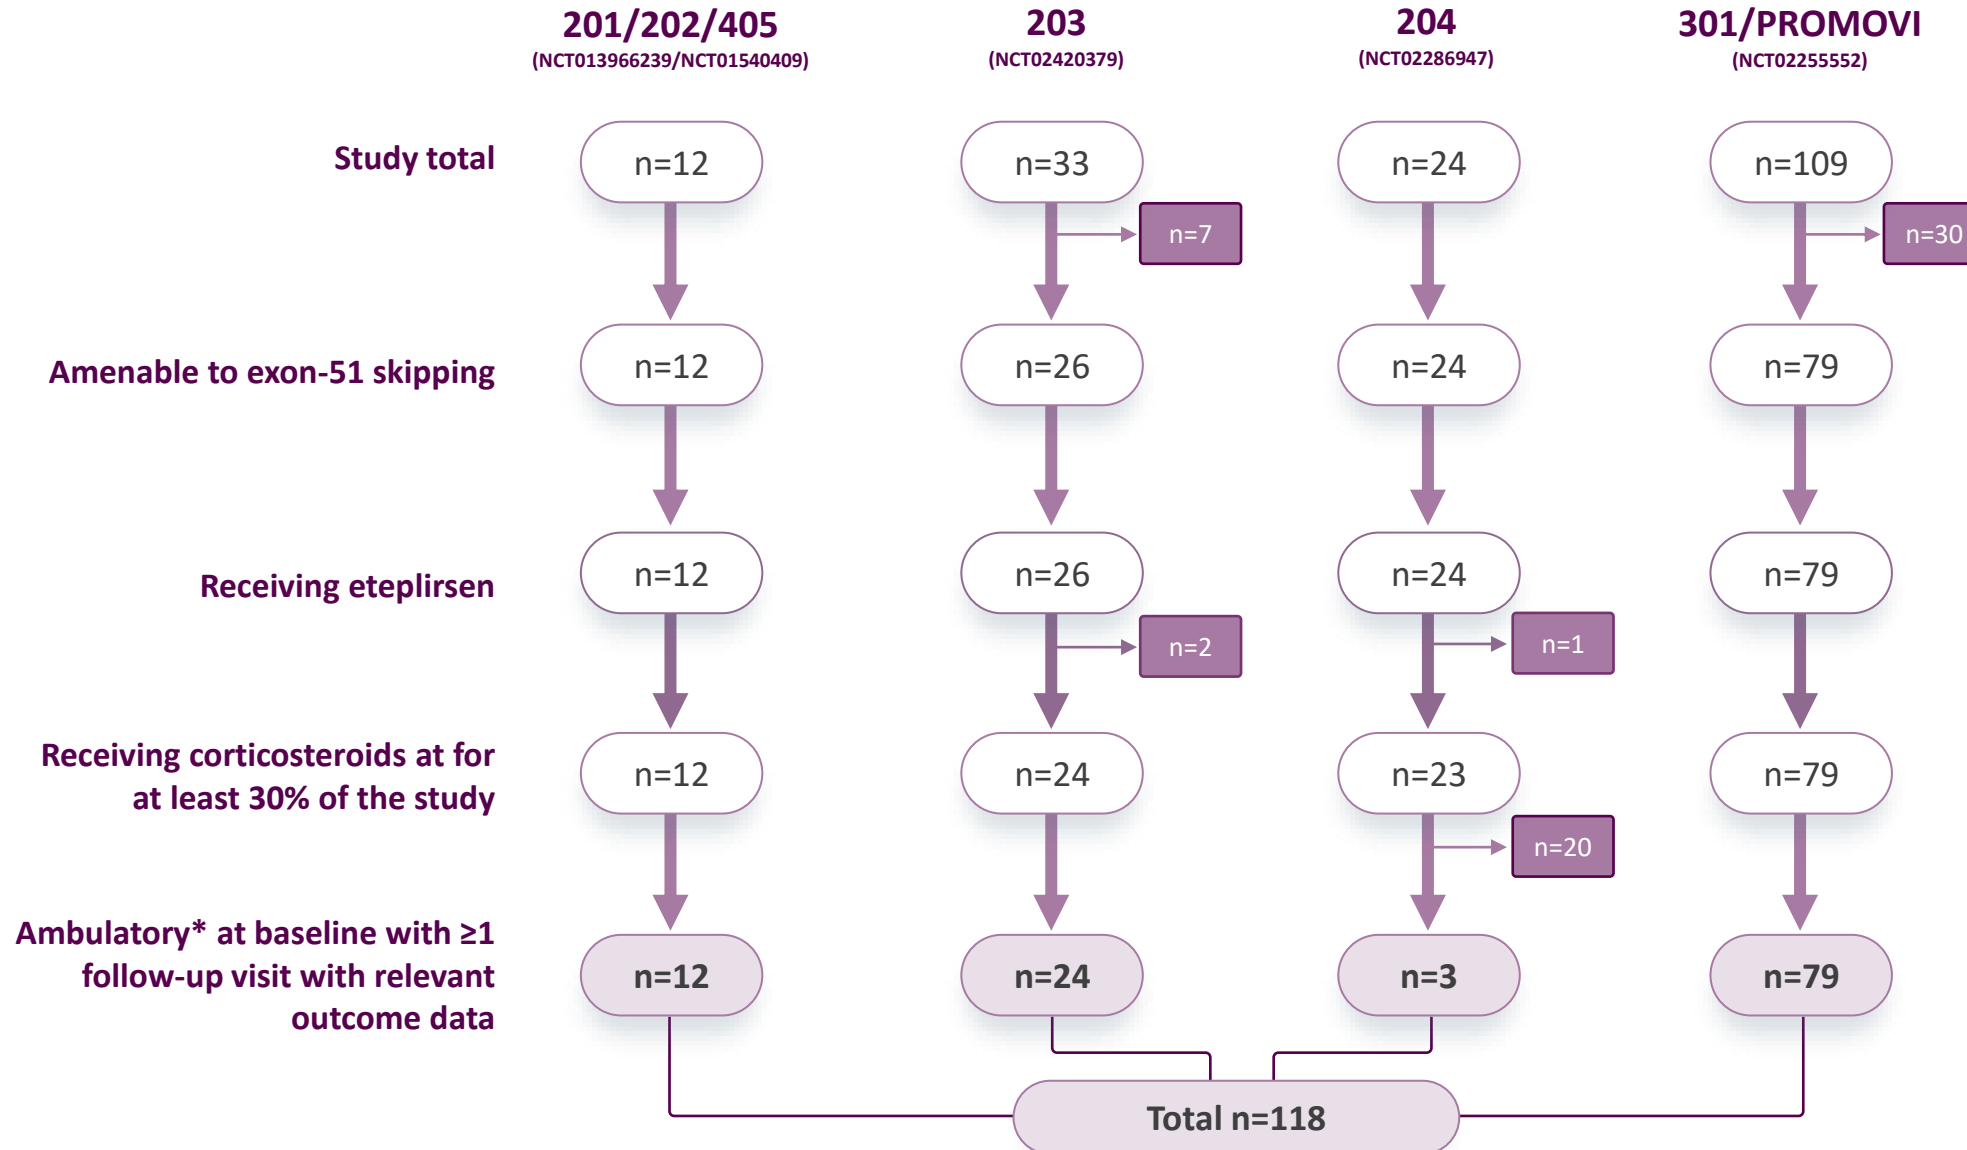 201/202/405
(NCT013966239/NCT01540409)
203
(NCT02420379)
204
(NCT02286947)
301/PROMOVI
(NCT02255552)
Study total
n=12
n=33
n=24
n=109
n=7
n=30
Amenable to exon-51 skipping
n=12
n=26
n=24
n=79
Receiving eteplirsen
n=12
n=26
n=24
n=79
n=2
n=1
Receiving corticosteroids at for
at least 30% of the study
n=12
n=24
n=23
n=79
n=20
Ambulatory* at baseline with ≥1
follow-up visit with relevant
outcome data
n=12
n=24
n=3
n=79
Total n=118